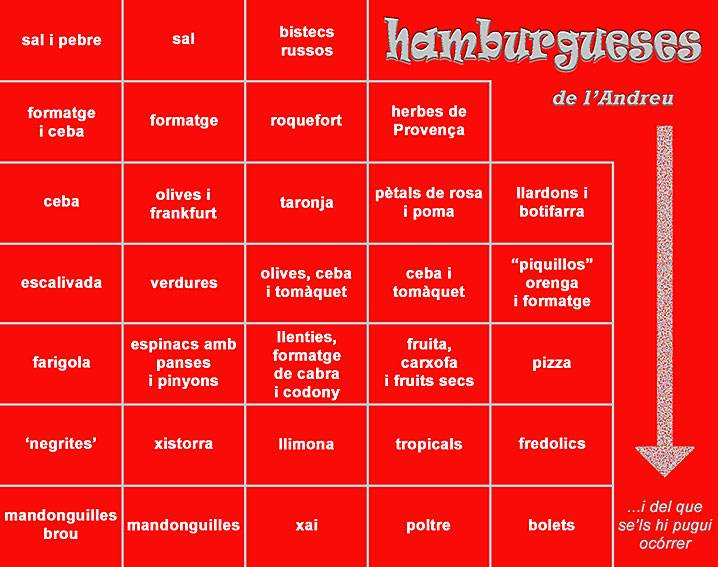 hamburgueses
de l’Andreu
sal i pebre
sal
bistecs
russos
formatge
i ceba
formatge
roquefort
herbes de
Provença
ceba
olives i
frankfurt
taronja
pètals de rosa
i poma
llardons i
botifarra
escalivada
verdures
olives, ceba
i tomàquet
ceba i
tomàquet
“piquillos”
orenga
i formatge
farigola
espinacs amb
panses
i pinyons
llenties,
formatge
de cabra
i codony
fruita,
carxofa
i fruits secs
pizza
‘negrites’
xistorra
llimona
tropicals
fredolics
mandonguilles
brou
mandonguilles
xai
poltre
bolets
...i del que
se’ls hi pugui
ocórrer